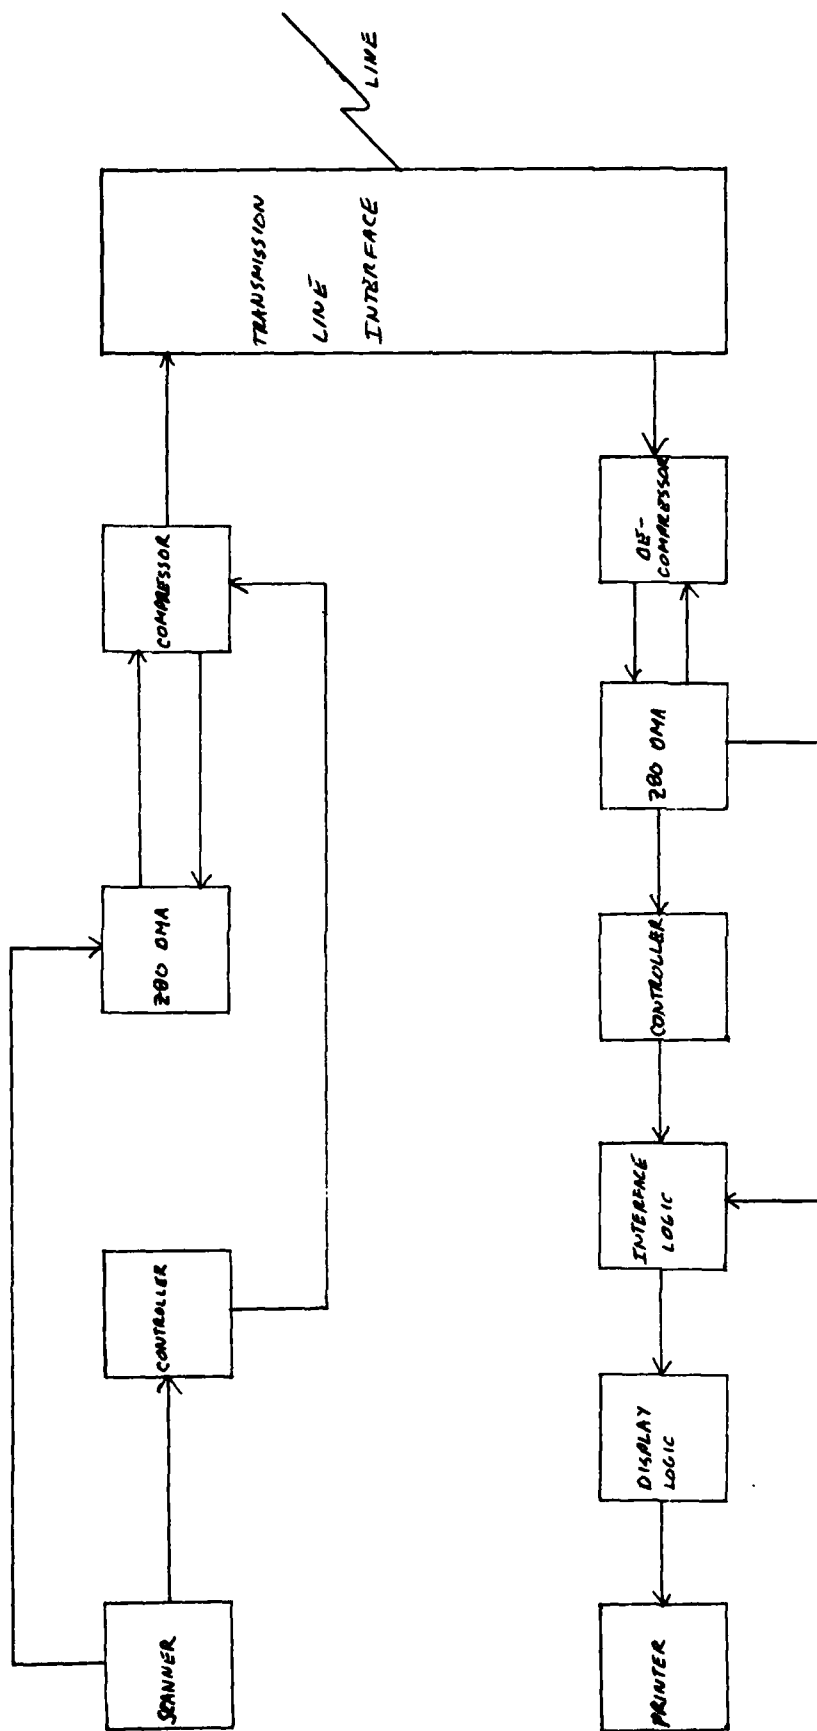 LINE
TRANSMISSION
LINE
INTERFACE
COMPRESSOR
Z80 DMA
CONTROLLER
SCANNER
DE-
COMPRESSOR
Z80 DMA
CONTROLLER
INTERFACE
LOGIC
DISPLAY
LOGIC
PRINTER